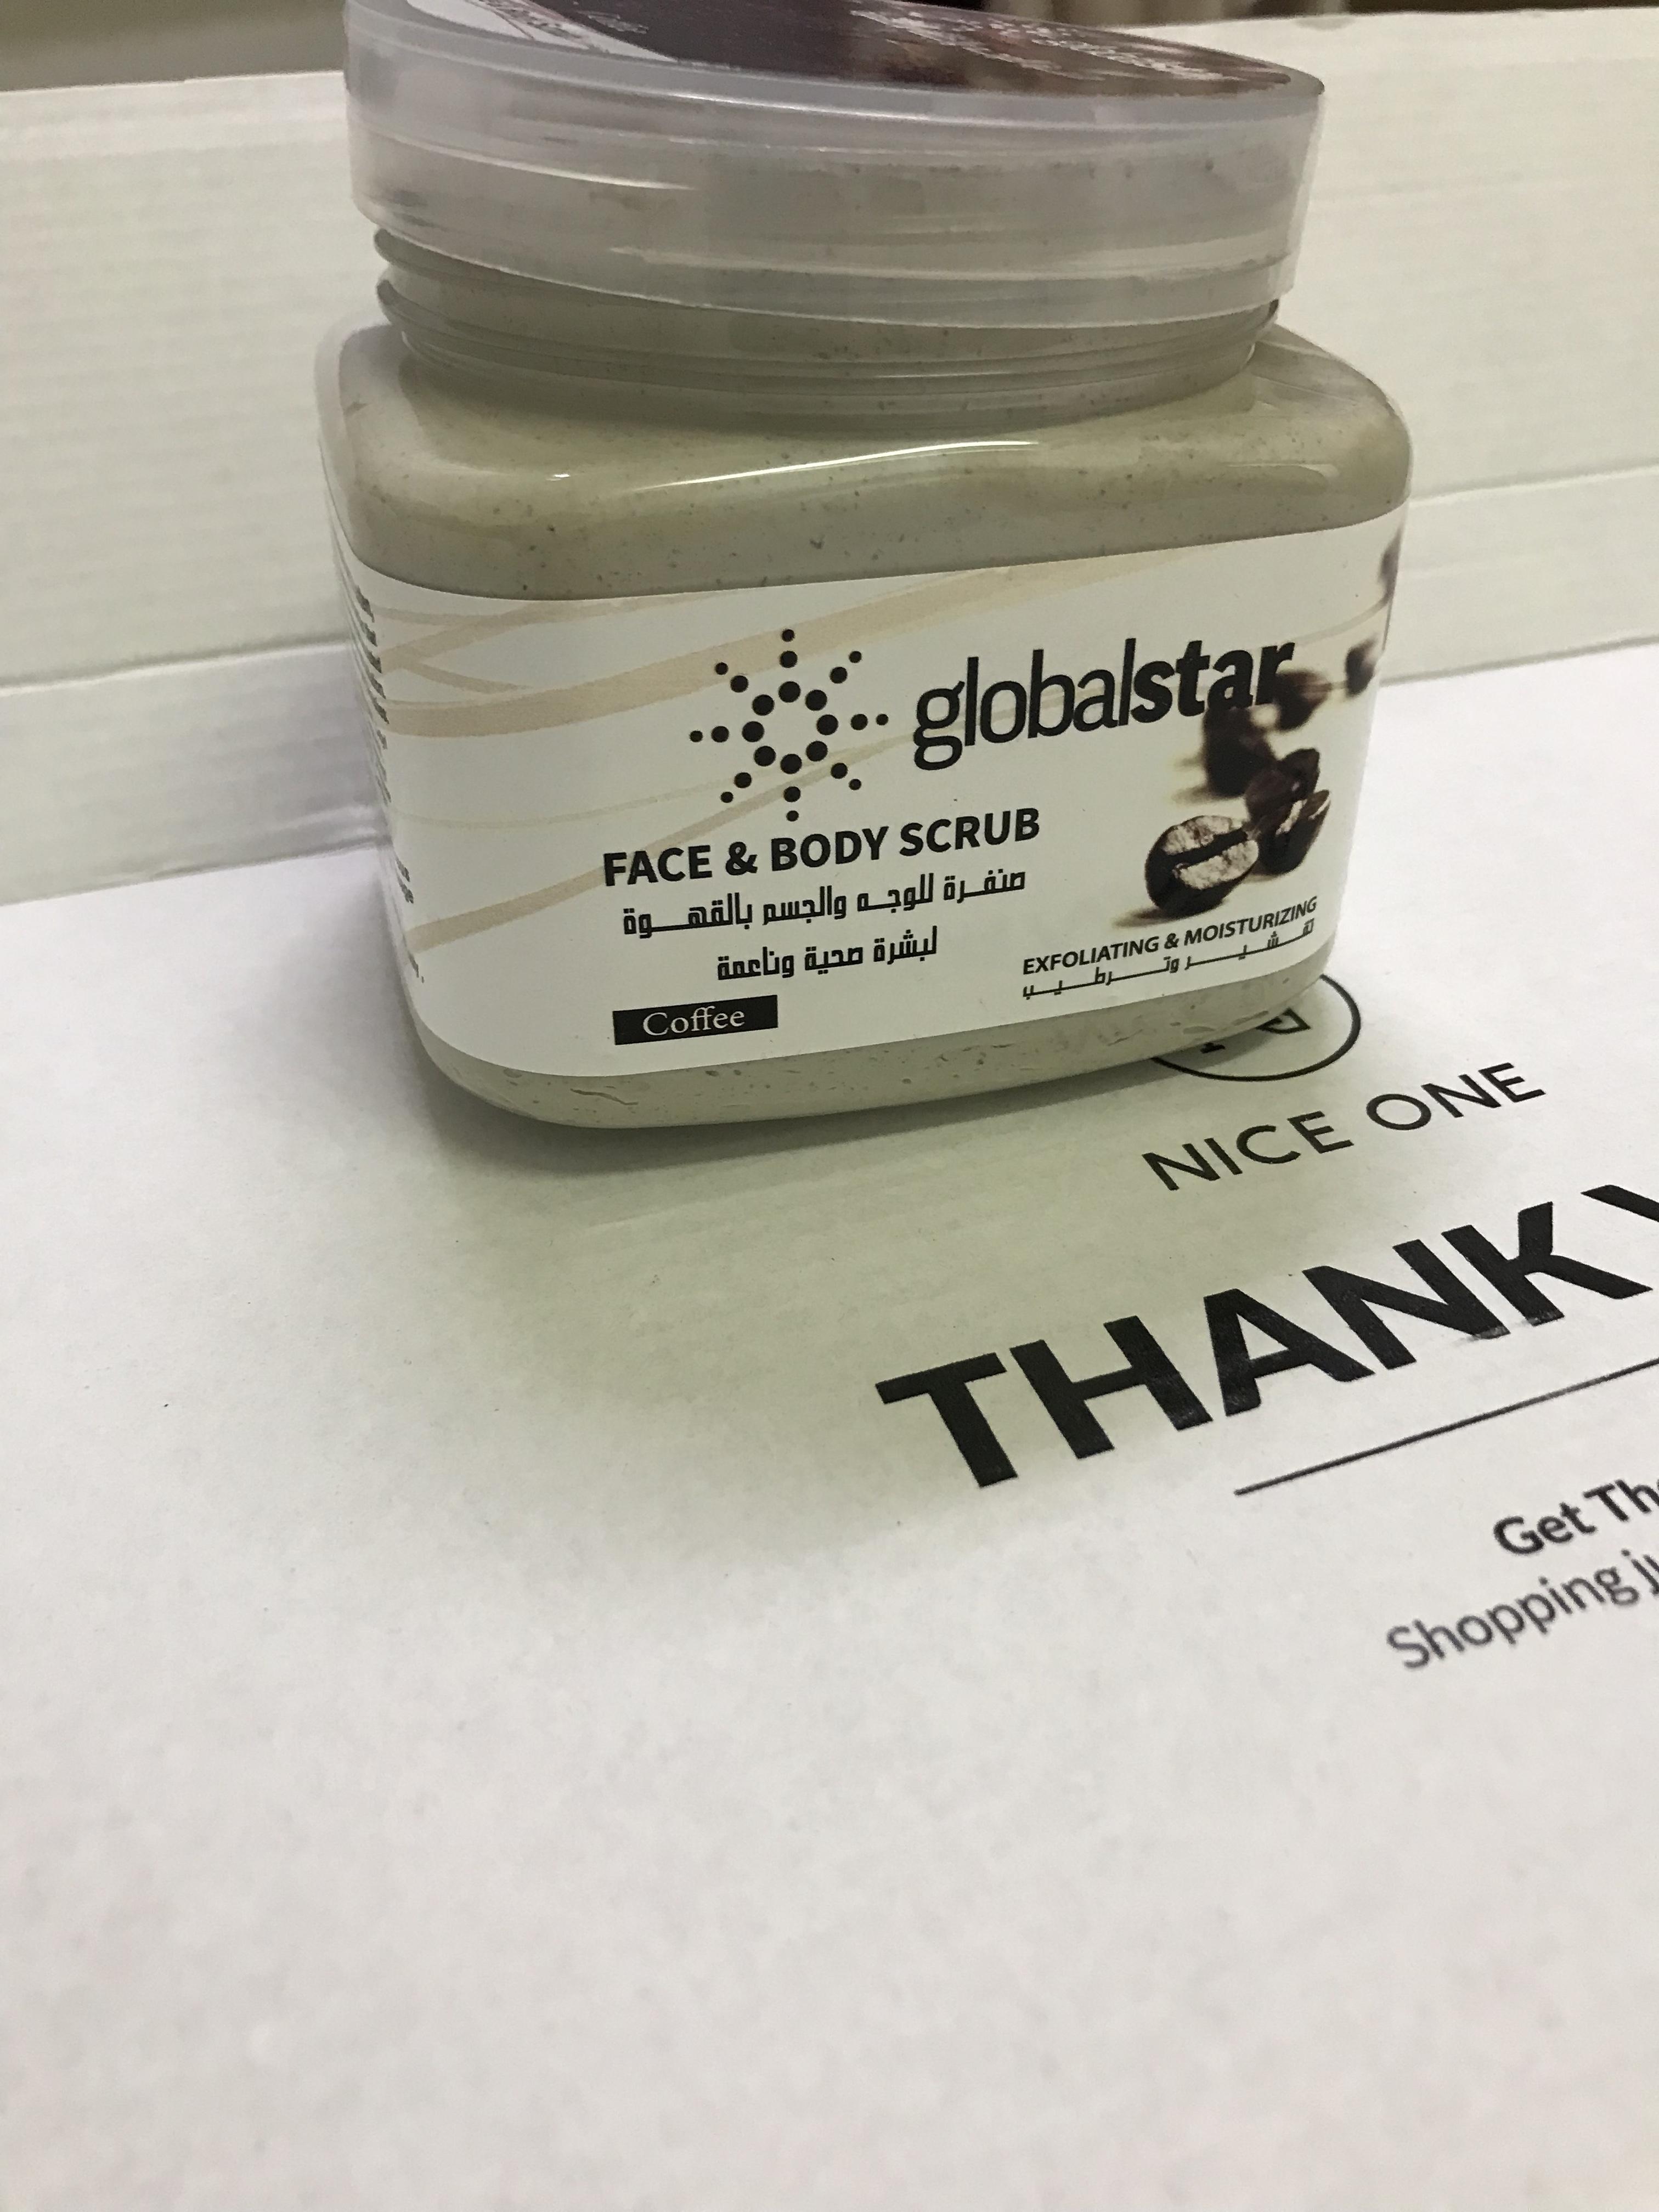 globalstar
FACE & BODY SCRUB
صنفرة للوجه والجسم بالقهوة
لبشرة صحية وناعمة
Coffee
EXFOLIATING & MOISTURIZING
تقشير وترطيب
NICE ONE
THANK
Get
Shopping